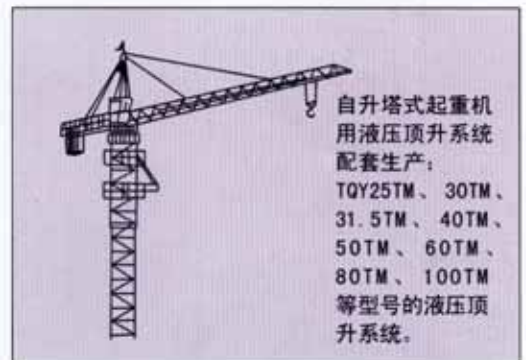 自升塔式起重机
用液压顶升系统
配套生产：
TQY25TM、30TM、
31.5TM、40TM、
50TM、60TM、
80TM、100TM
等型号的液压顶
升系统。